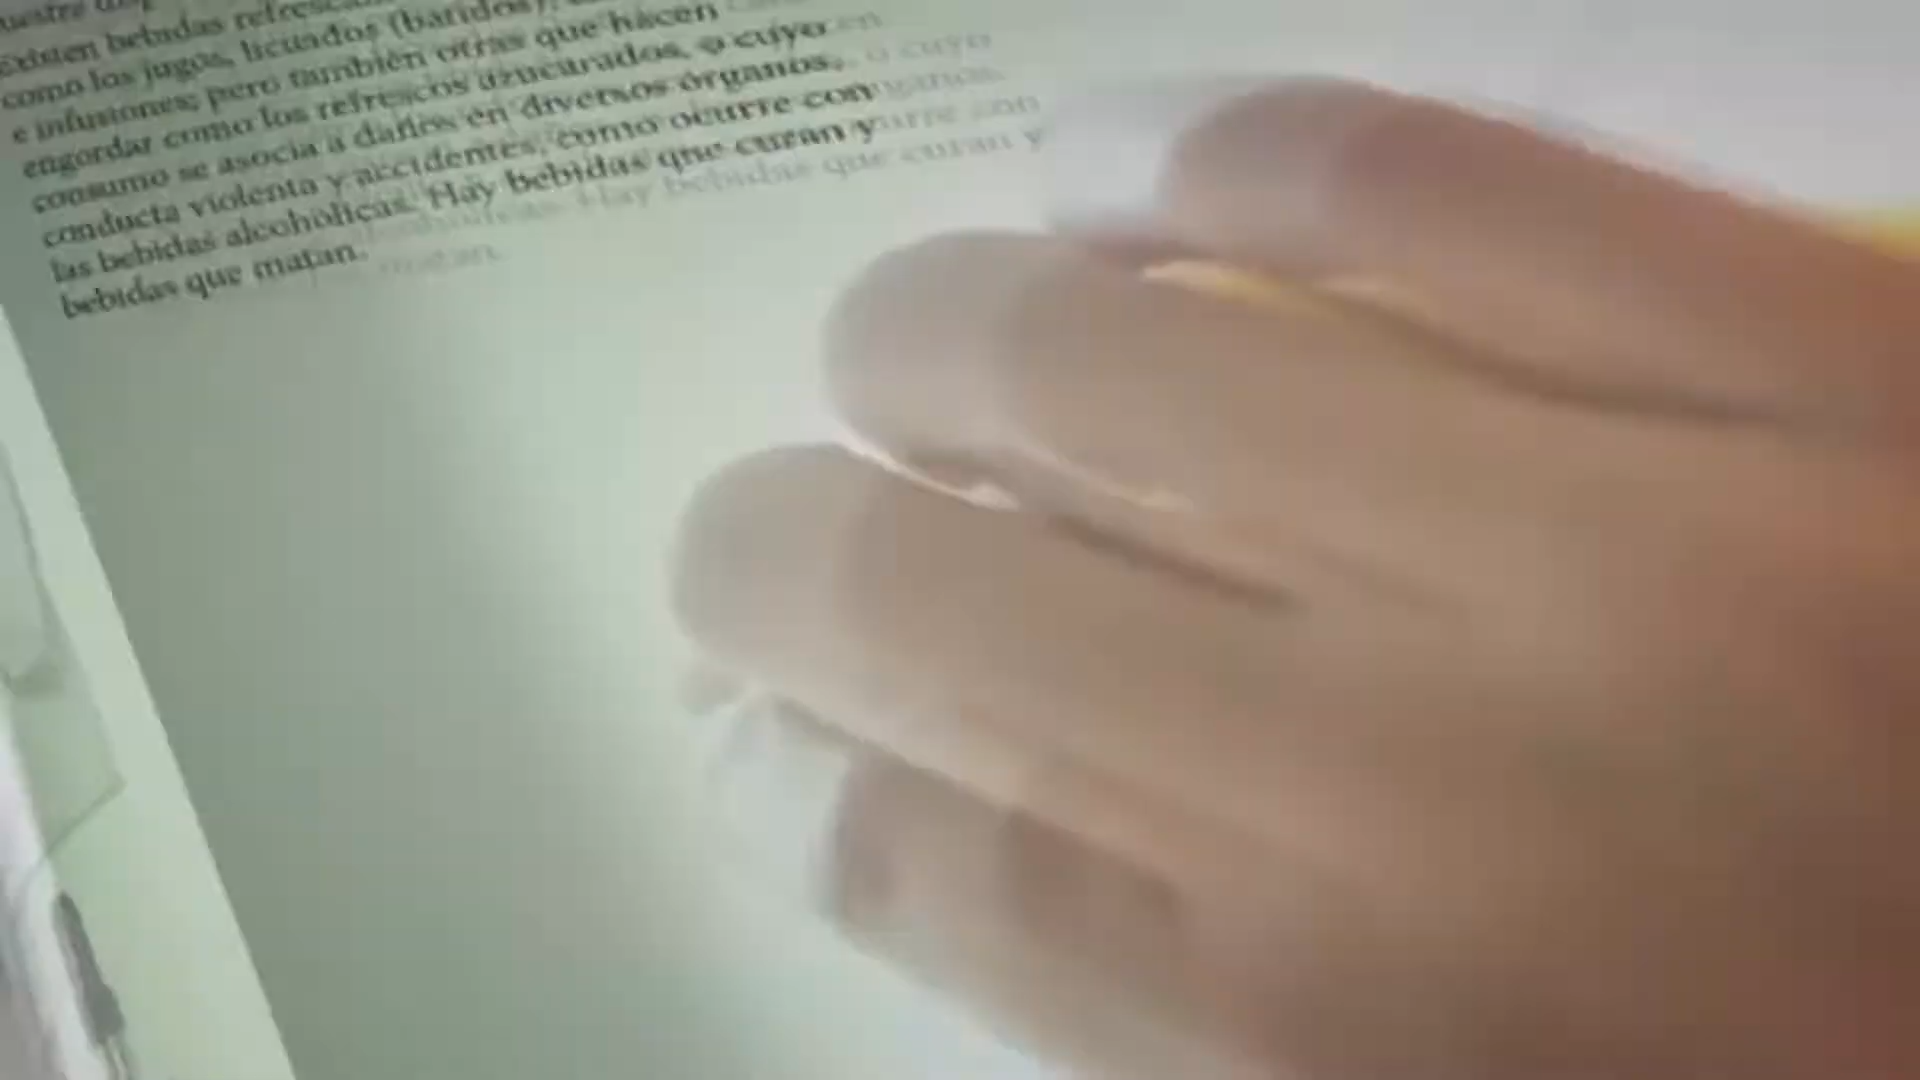 Existen bebidas
como los jugos, licuados (batidos),
e infusiones; pero también otras que hacen
engordar como los refrescos azucarados, o cuyo
consumo se asocia a daños en diversos órganos,
conducta violenta y accidentes, como ocurre con
las bebidas alcohólicas. Hay bebidas que curan y
bebidas que matan.